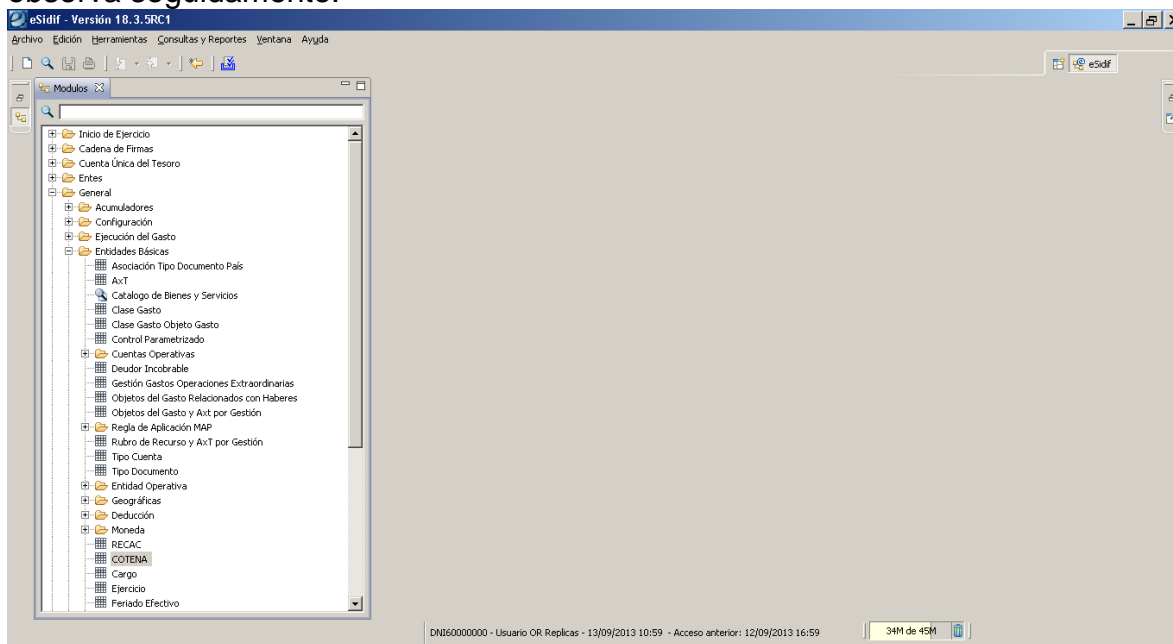 observa seguidamente.
eSidif - Versión 18.3.5RC1
Archivo Edición Herramientas Consultas y Reportes Ventana Ayuda
eSidif
Modulos
Inicio de Ejercicio
Cadena de Firmas
Cuenta Única del Tesoro
Entes
General
Acumuladores
Configuración
Ejecución del Gasto
Entidades Básicas
Asociación Tipo Documento País
AxT
Catalogo de Bienes y Servicios
Clase Gasto
Clase Gasto Objeto Gasto
Control Parametrizado
Cuentas Operativas
Deudor Incobrable
Gestión Gastos Operaciones Extraordinarias
Objetos del Gasto Relacionados con Haberes
Objetos del Gasto y Axt por Gestión
Regla de Aplicación MAP
Rubro de Recurso y AxT por Gestión
Tipo Cuenta
Tipo Documento
Entidad Operativa
Geográficas
Deducción
Moneda
RECAC
COTENA
Cargo
Ejercicio
Feriado Efectivo
DNI60000000 - Usuario OR Replicas - 13/09/2013 10:59 - Acceso anterior: 12/09/2013 16:59 34M de 45M